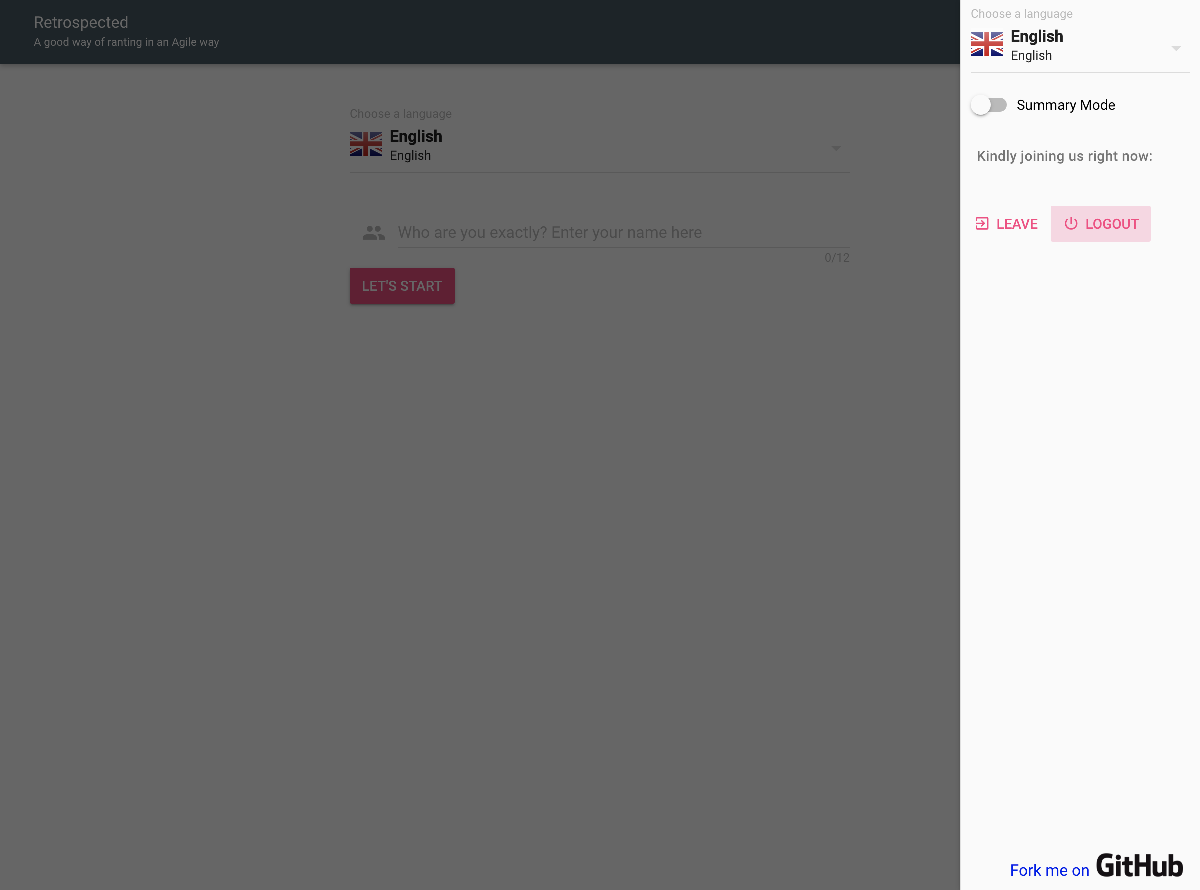 Retrospected
A good way of ranting in an Agile way
Choose a language
English
English
Who are you exactly? Enter your name here
0/12
LET'S START
Choose a language
English
English
Summary Mode
Kindly joining us right now:
LEAVE
LOGOUT
Fork me on GitHub